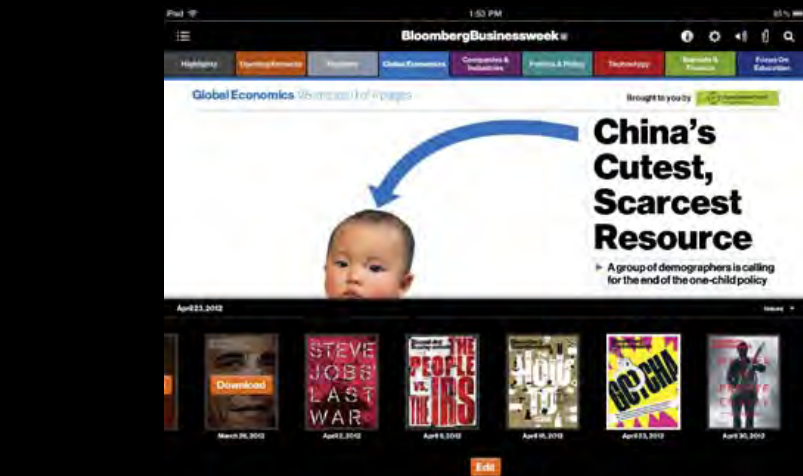 iPad
1:53 PM
85%
BloombergBusinessweek
Highlights
Opening Remarks
Global Economics
Companies & Industries
Politics & Policy
Technology
Markets & Finance
Focus On Education
Global Economics
Brought to you by
China's
Cutest,
Scarcest
Resource
A group of demographers is calling
for the end of the one-child policy
April 23, 2012
Issues
Download
STEVE
JOBS'
LAST
WAR
THE
PEOPLE
VS.
THE IRS
HOW
TO
GOTCHA
March 26, 2012
April 2, 2012
April 9, 2012
April 16, 2012
April 23, 2012
April 30, 2012
Edit